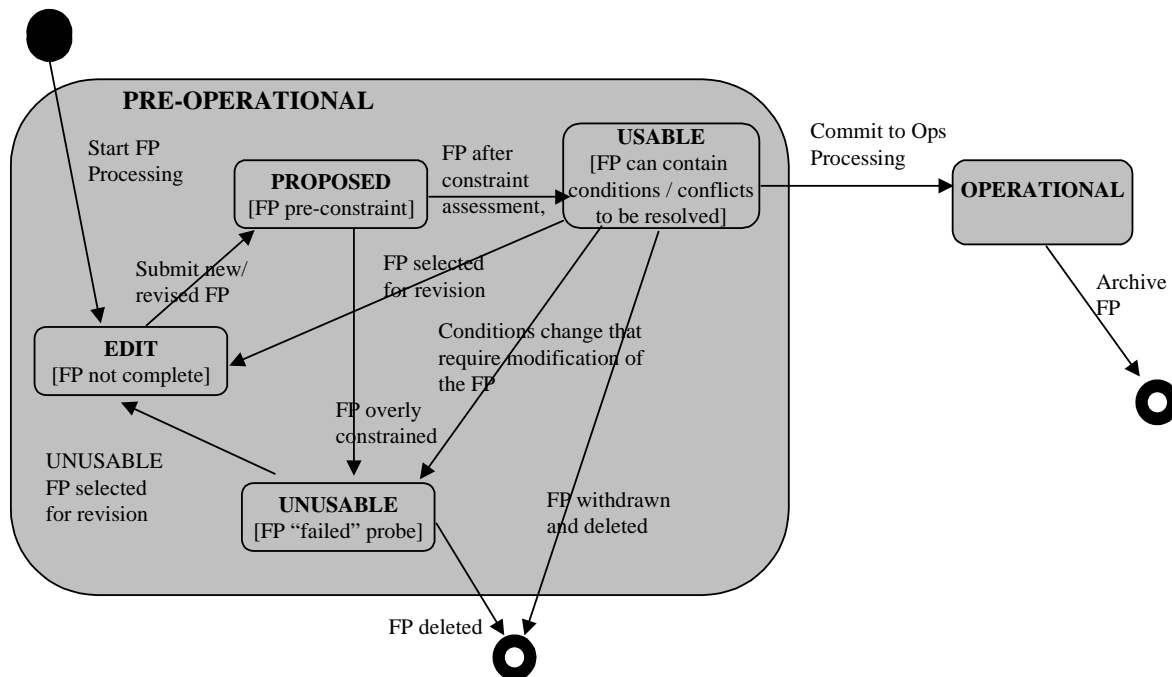 PRE-OPERATIONAL
Start FP
Processing
PROPOSED
[FP pre-constraint]
FP after
constraint
assessment,
USABLE
[FP can contain
conditions / conflicts
to be resolved]
Commit to Ops
Processing
OPERATIONAL
Submit new/
revised FP
FP selected
for revision
Archive
FP
EDIT
[FP not complete]
Conditions change that
require modification of
the FP
FP overly
constrained
UNUSABLE
FP selected
for revision
UNUSABLE
[FP “failed” probe]
FP withdrawn
and deleted
FP deleted